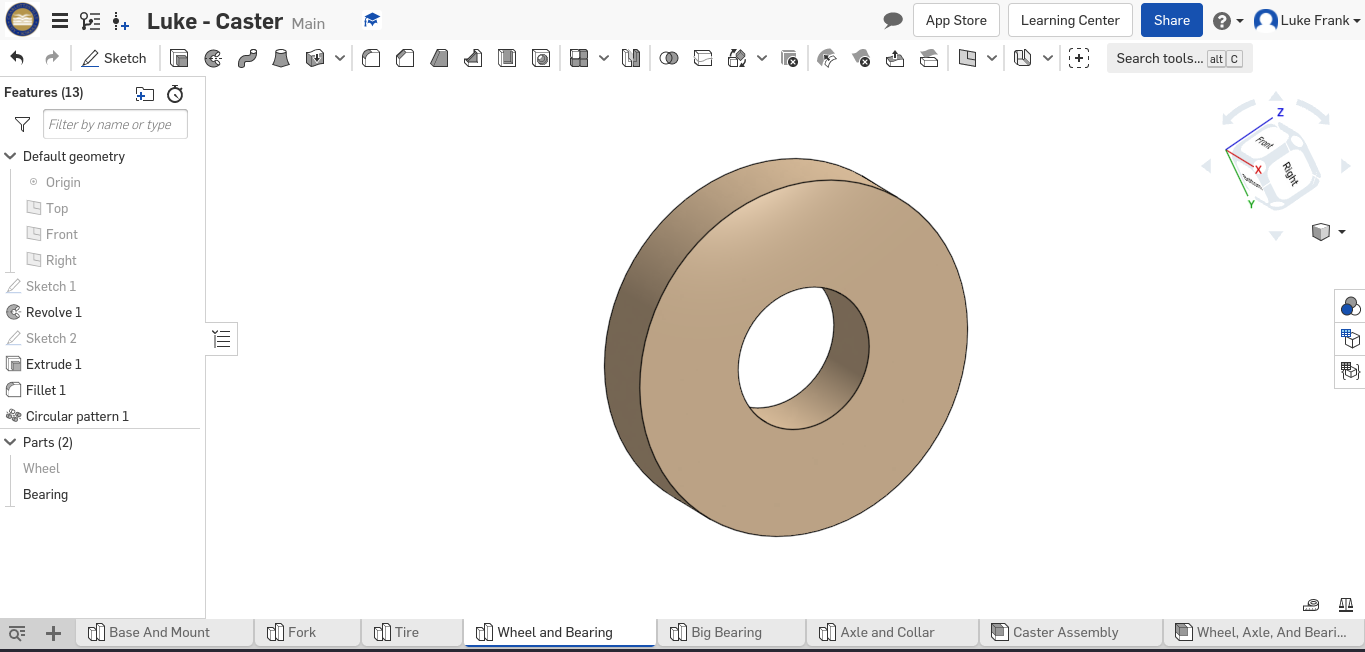 Luke - Caster Main
App Store
Learning Center
Share
Luke Frank
Sketch
Search tools... alt C
Features (13)
Filter by name or type
Default geometry
Origin
Top
Front
Right
Sketch 1
Revolve 1
Sketch 2
Extrude 1
Fillet 1
Circular pattern 1
Parts (2)
Wheel
Bearing
Z
Front
Right
X
Y
Base And Mount
Fork
Tire
Wheel and Bearing
Big Bearing
Axle and Collar
Caster Assembly
Wheel, Axle, And Beari...